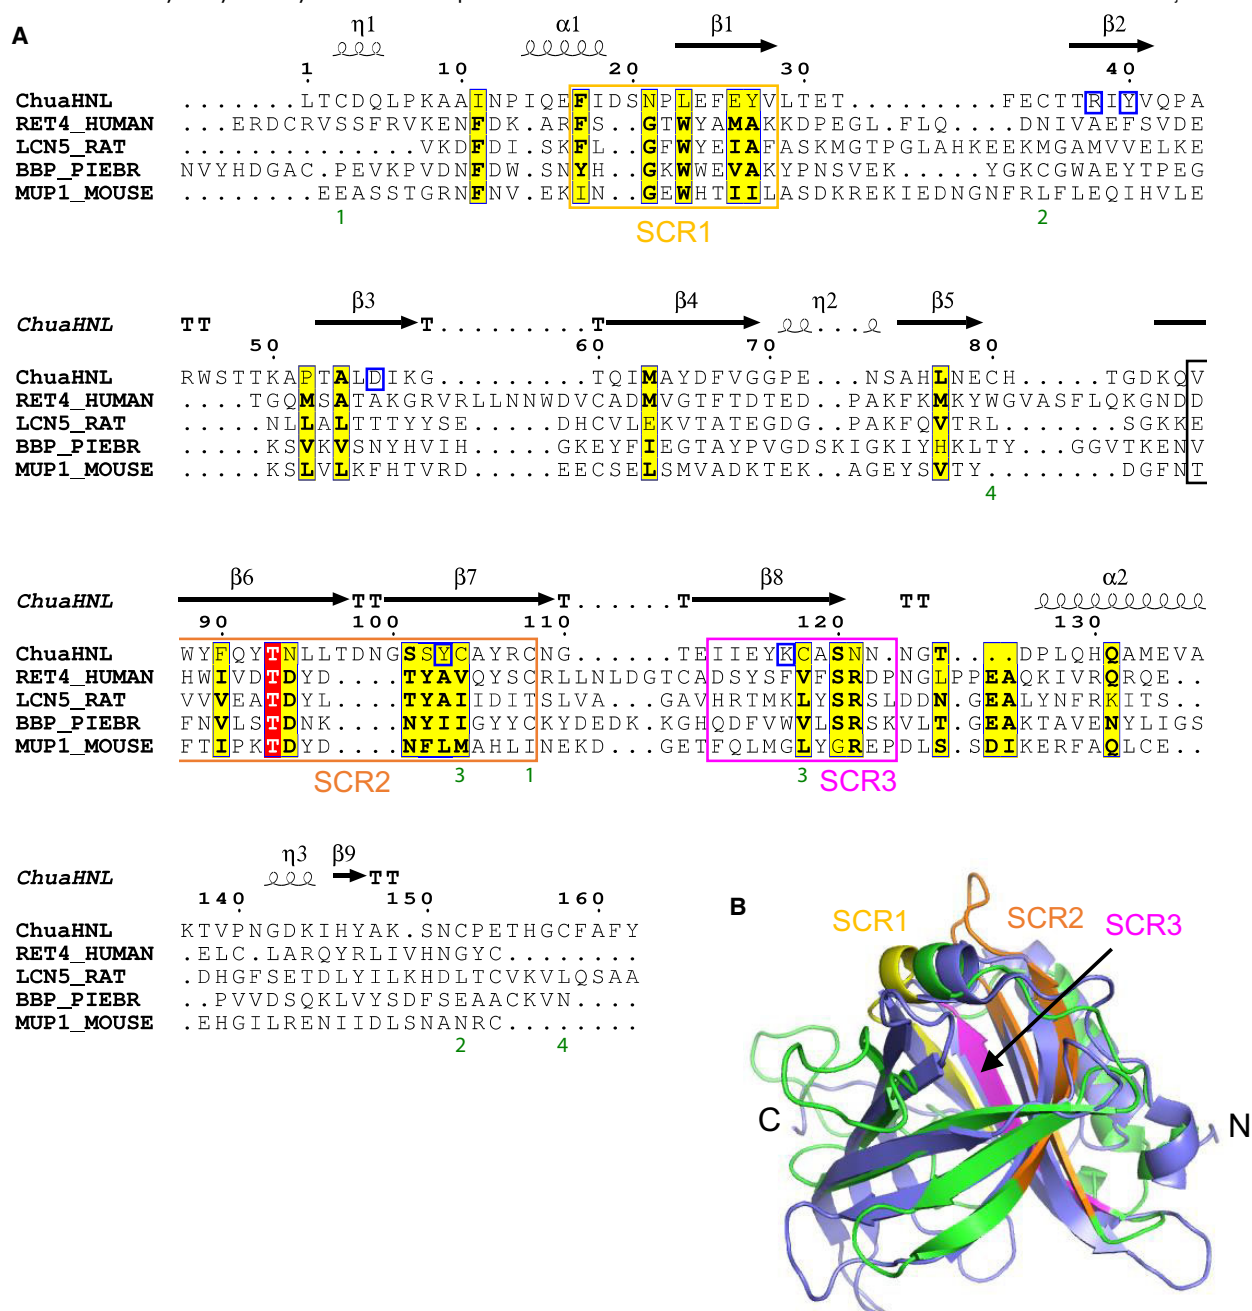 A
η1 α1 β1 β2
1 10 20 30 40
ChuaHNL .......LTCDQLPKAAINPIQEFIDSNPLEFEYVLTET.........FECTTRIYVQPA
RET4_HUMAN ...ERDCRVSSFRVKENFDK.ARFS..GTWYAMAKKDPEGL.FLQ....DNIVAEFSVDE
LCN5_RAT ..............VKDFDI.SKFL..GFWYEIAFASKMGTPGLAHKEEKMGAMVVELKE
BBP_PIEBR NVYHDGAC.PEVKPVDNFDW.SNYH..GKWWEVAKYPNSVEK.....YGKCGWAEYTPEG
MUP1_MOUSE ........EEASSTGRNFNV.EKIN..GEWHTIILASDKREKIEDNGNFRLFLEQIHVLE
1 2
SCR1
β3 β4 η2 β5
ChuaHNL TT T.........T
50 60 70 80
ChuaHNL RWSTTKAPTALDIKG.........TQIMAYDFVGGPE...NSAHLNECH.....TGDKQV
RET4_HUMAN ....TGQMSATAKGRVRLLNNWDVCADMVGTFTDTED..PAKFKMKYWGVASFLQKGNDD
LCN5_RAT .....NLLALTTTYYSE.....DHCVLEKVTATEGDG..PAKFQVTRL.......SGKKE
BBP_PIEBR .....KSVKVSNYHVIH.....GKEYFIEGTAYPVGDSKIGKIYHKLTY...GGVTKENV
MUP1_MOUSE .....KSLVLKFHTVRD.....EECSELSMVADKTEK..AGEYSVTY........DGFNT
4
β6 β7 β8 α2
ChuaHNL TT T......T TT
90 100 110 120 130
ChuaHNL WYFQYTNLLTDNGSSYCAYRCNG......TEIIEYKCASNN.NGT....DPLQHQAMEVA
RET4_HUMAN HWIVDTDYD....TYAVQYSCRLLNLDGTCADSYSFVFSRDPNGLPPEAQKIVRQRQE..
LCN5_RAT VVVEATDYD....TYAIIDITSLVA...GAVHRTMKLYSRSLDDN.GEALYNFRKITS..
BBP_PIEBR FNVLSTDNK....NYIIGYYCKYDEDK.KGHQDFVWVLSRSKVLT.GEAKTAVENYLIGS
MUP1_MOUSE FTIPKTDYD....NFLMAHLINEKD...GETFQLMGLYGREPDLS.SDIKERFAQLCE..
SCR2 3 1 3 SCR3
η3 β9
ChuaHNL TT
140 150 160
ChuaHNL KTVPNGDKIHYAK.SNCPETHGCFAFY
RET4_HUMAN .ELC.LARQYRLIVHNGYC........
LCN5_RAT .DHGFSETDLYILKHDLTCVKVLQSAA
BBP_PIEBR ..PVVDSQKLVYSDFSEAACKVN....
MUP1_MOUSE .EHGILRENIIDLSNANRC........
2 4
B
SCR1 SCR2 SCR3
C N